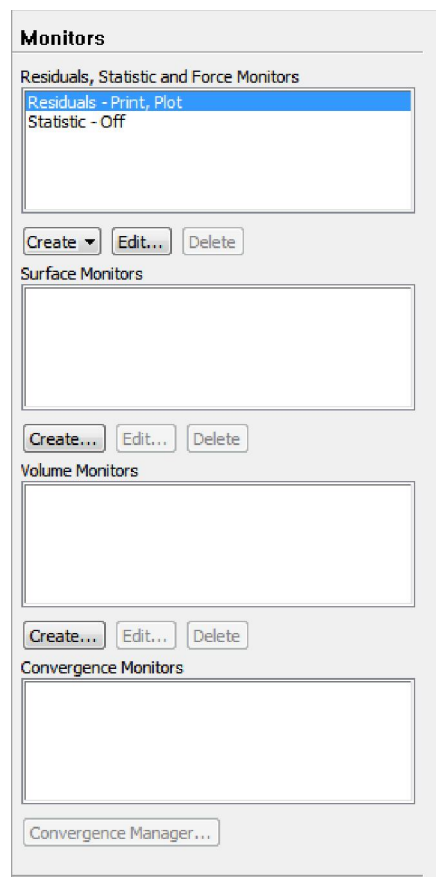 Monitors
Residuals, Statistic and Force Monitors
Residuals - Print, Plot
Statistic - Off
Create Edit... Delete
Surface Monitors
Create... Edit... Delete
Volume Monitors
Create... Edit... Delete
Convergence Monitors
Convergence Manager...